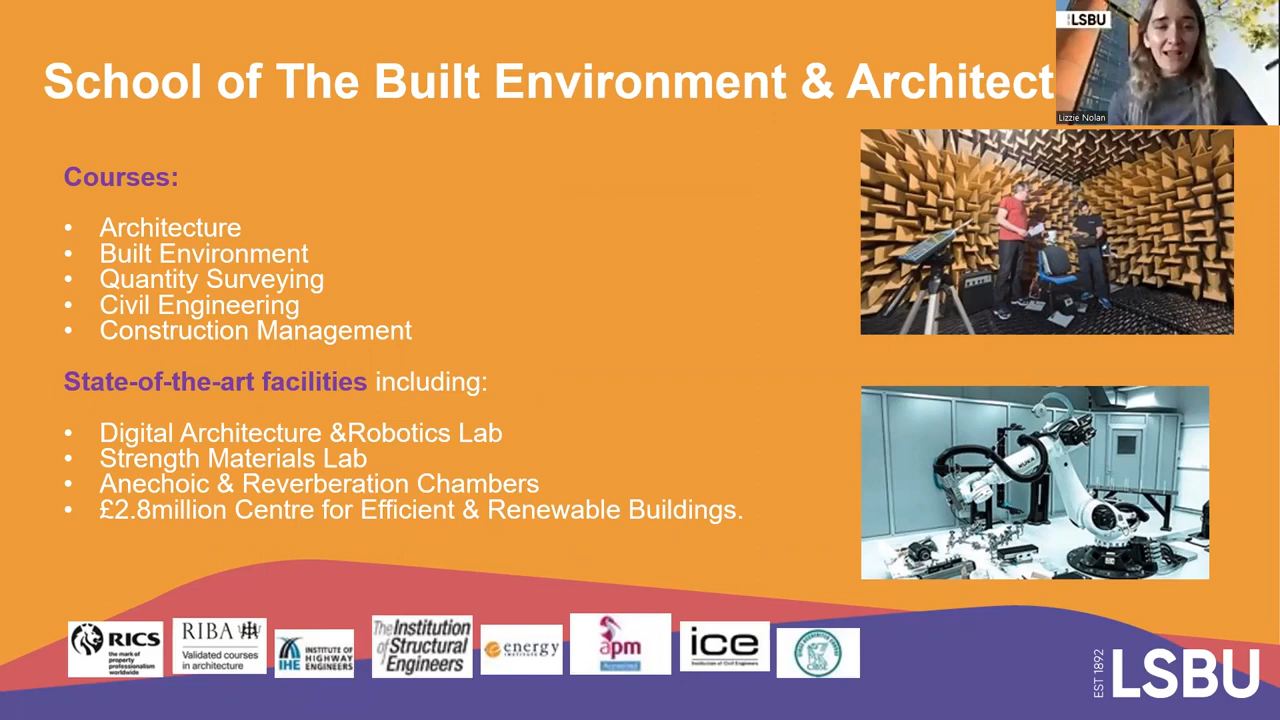 LSBU
School of The Built Environment & Architect
Lizzie Nolan
Courses:
• Architecture
• Built Environment
• Quantity Surveying
• Civil Engineering
• Construction Management
State-of-the-art facilities including:
• Digital Architecture &Robotics Lab
• Strength Materials Lab
• Anechoic & Reverberation Chambers
• £2.8million Centre for Efficient & Renewable Buildings.
RICS
the mark of
property
professionalism
worldwide
RIBA
Validated courses
in architecture
IHE
INSTITUTE OF
HIGHWAY
ENGINEERS
The Institution
of Structural
Engineers
energy
INSTITUTE
apm
Accredited
ice
Institution of Civil Engineers
EST 1892
LSBU